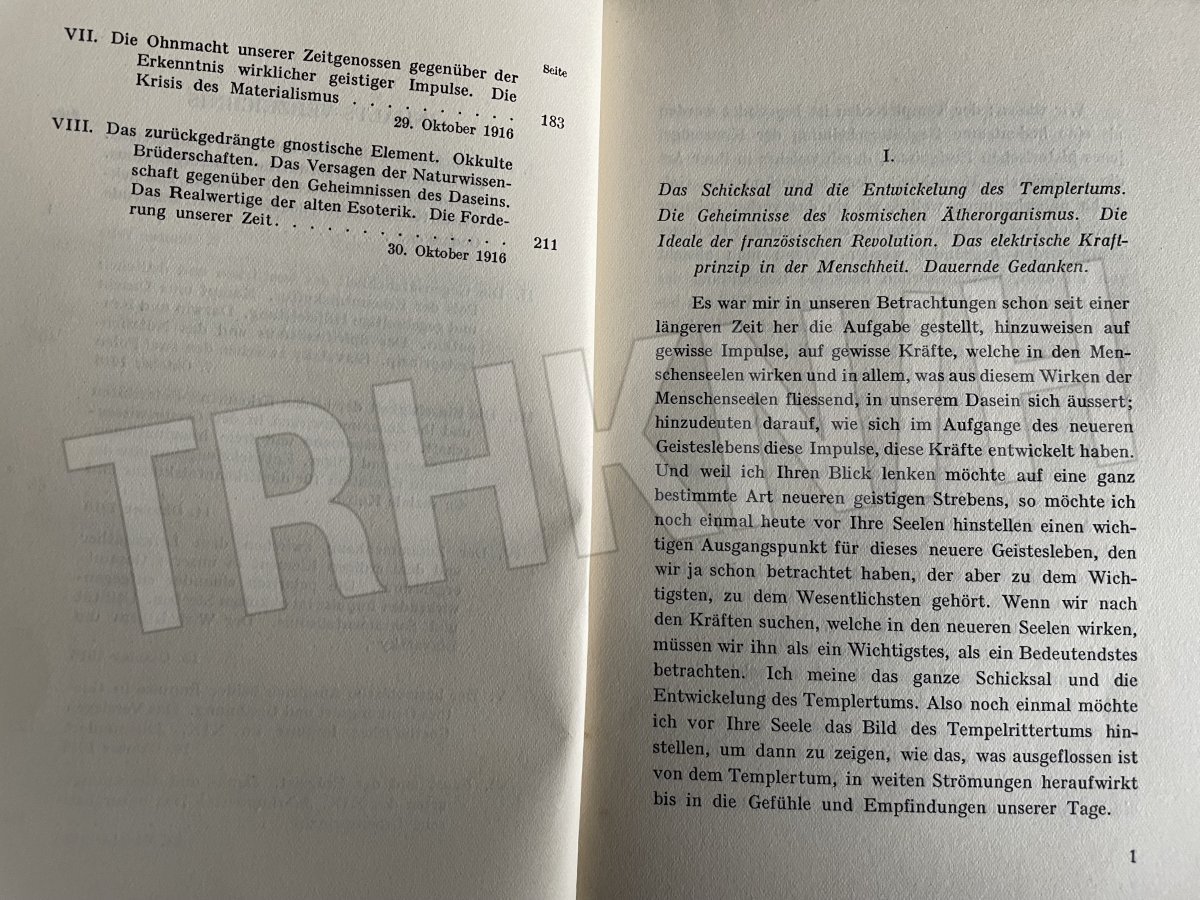 Seite
VII. Die Ohnmacht unserer Zeitgenossen gegenüber der
Erkenntnis wirklicher geistiger Impulse. Die
Krisis des Materialismus . . . . . . . . . . 183
29. Oktober 1916
VIII. Das zurückgedrängte gnostische Element. Okkulte
Brüderschaften. Das Versagen der Naturwissen-
schaft gegenüber den Geheimnissen des Daseins.
Das Realwertige der alten Esoterik. Die Forde-
rung unserer Zeit. . . . . . . . . . . . . . 211
30. Oktober 1916
I.
Das Schicksal und die Entwickelung des Templertums.
Die Geheimnisse des kosmischen Ätherorganismus. Die
Ideale der französischen Revolution. Das elektrische Kraft-
prinzip in der Menschheit. Dauernde Gedanken.
Es war mir in unseren Betrachtungen schon seit einer
längeren Zeit her die Aufgabe gestellt, hinzuweisen auf
gewisse Impulse, auf gewisse Kräfte, welche in den Men-
schenseelen wirken und in allem, was aus diesem Wirken der
Menschenseelen fliessend, in unserem Dasein sich äussert;
hinzudeuten darauf, wie sich im Aufgange des neueren
Geisteslebens diese Impulse, diese Kräfte entwickelt haben.
Und weil ich Ihren Blick lenken möchte auf eine ganz
bestimmte Art neueren geistigen Strebens, so möchte ich
noch einmal heute vor Ihre Seelen hinstellen einen wich-
tigen Ausgangspunkt für dieses neuere Geistesleben, den
wir ja schon betrachtet haben, der aber zu dem Wich-
tigsten, zu dem Wesentlichsten gehört. Wenn wir nach
den Kräften suchen, welche in den neueren Seelen wirken,
müssen wir ihn als ein Wichtigstes, als ein Bedeutendstes
betrachten. Ich meine das ganze Schicksal und die
Entwickelung des Templertums. Also noch einmal möchte
ich vor Ihre Seele das Bild des Tempelrittertums hin-
stellen, um dann zu zeigen, wie das, was ausgeflossen ist
von dem Templertum, in weiten Strömungen heraufwirkt
bis in die Gefühle und Empfindungen unserer Tage.
1